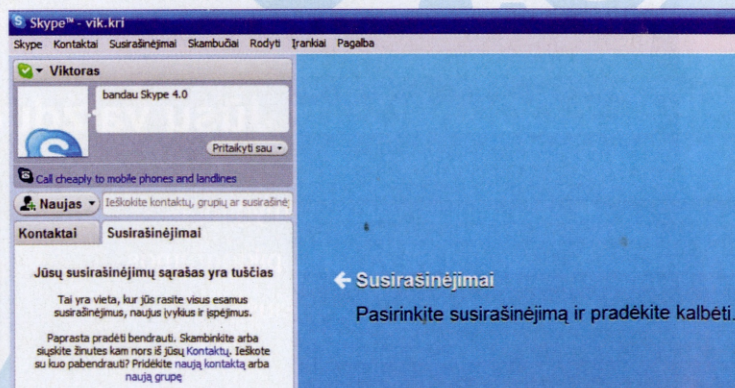 Skype™ - vik.kri
Skype Kontaktai Susirašinėjimai Skambučiai Rodyti Įrankiai Pagalba
Viktoras
bandau Skype 4.0
Pritaikyti sau
Call cheaply to mobile phones and landlines
Naujas Ieškokite kontaktų, grupių ar susirašinė
Kontaktai Susirašinėjimai
Jūsų susirašinėjimų sąrašas yra tuščias
Tai yra vieta, kur jūs rasite visus esamus
susirašinėjimus, naujus įvykius ir įspėjimus.
Paprasta pradėti bendrauti. Skambinkite arba
siųskite žinutes kam nors iš jūsų Kontaktų. Ieškote
su kuo pabendrauti? Pridėkite naują kontaktą arba
naują grupę
Susirašinėjimai
Pasirinkite susirašinėjimą ir pradėkite kalbėti.